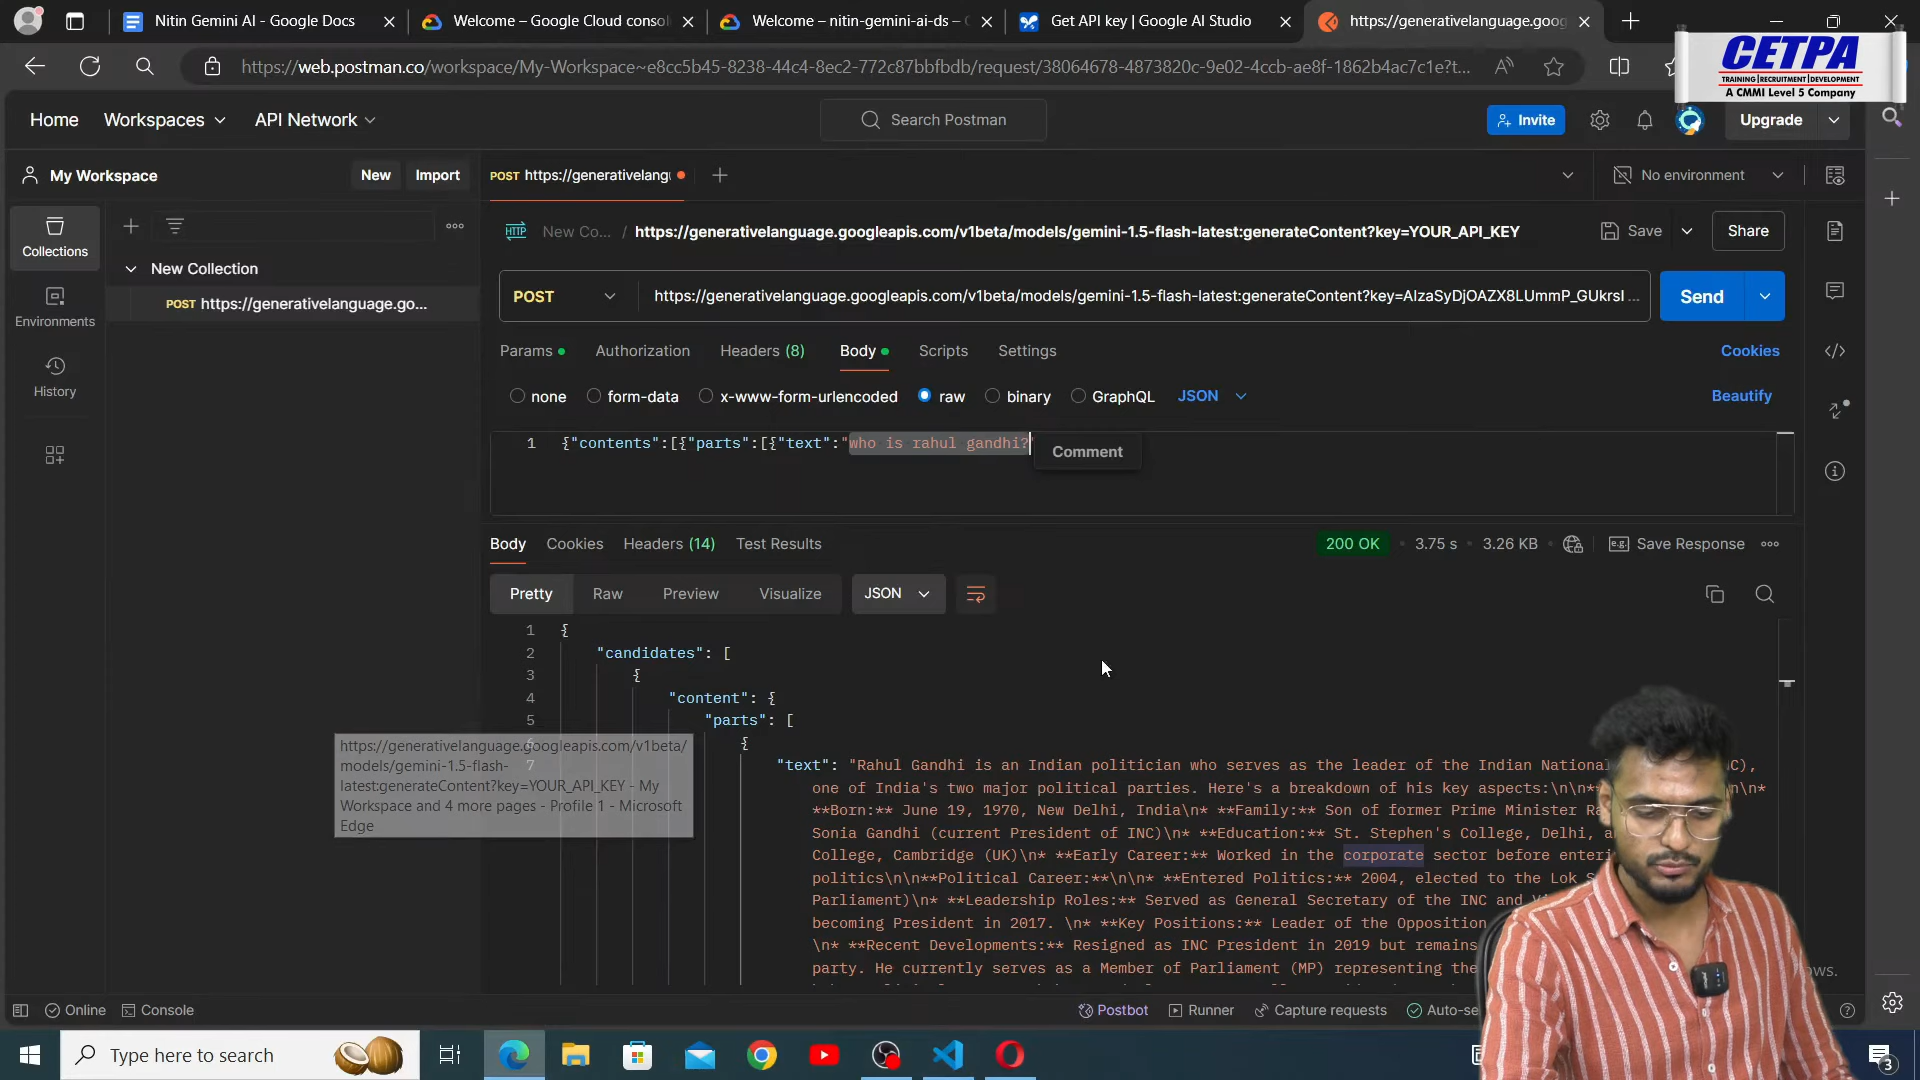 Nitin Gemini AI - Google Docs
Welcome – Google Cloud conso
Welcome – nitin-gemini-ai-ds –
Get API key | Google AI Studio
https://generativelanguage.goog
https://web.postman.co/workspace/My-Workspace~e8cc5b45-8238-44c4-8ec2-772c87bbfbdb/request/38064678-4873820c-9e02-4ccb-ae8f-1862b4ac7c1e?t...
CETPA
TRAINING|RECRUITMENT|DEVELOPMENT
A CMMI Level 5 Company
Home Workspaces API Network Search Postman Invite Upgrade
My Workspace New Import
POST https://generativelang No environment
Collections
HTTP New Co... / https://generativelanguage.googleapis.com/v1beta/models/gemini-1.5-flash-latest:generateContent?key=YOUR_API_KEY Save Share
New Collection
POST https://generativelanguage.go...
Environments
History
POST https://generativelanguage.googleapis.com/v1beta/models/gemini-1.5-flash-latest:generateContent?key=AIzaSyDjOAZX8LUmmP_GUkrsI ... Send
Params Authorization Headers (8) Body Scripts Settings Cookies
none form-data x-www-form-urlencoded raw binary GraphQL JSON Beautify
1 {"contents":[{"parts":[{"text":"who is rahul gandhi?"
Comment
Body Cookies Headers (14) Test Results 200 OK • 3.75 s • 3.26 KB • e.g. Save Response
Pretty Raw Preview Visualize JSON
1 {
2 "candidates": [
3 {
4 "content": {
5 "parts": [
6 {
7 "text": "Rahul Gandhi is an Indian politician who serves as the leader of the Indian National C),
one of India's two major political parties. Here's a breakdown of his key aspects:\n\n** \n\n*
**Born:** June 19, 1970, New Delhi, India\n* **Family:** Son of former Prime Minister Ra
Sonia Gandhi (current President of INC)\n* **Education:** St. Stephen's College, Delhi, a
College, Cambridge (UK)\n* **Early Career:** Worked in the corporate sector before enteri
politics\n\n**Political Career:**\n\n* **Entered Politics:** 2004, elected to the Lok S
Parliament)\n* **Leadership Roles:** Served as General Secretary of the INC and Vi
becoming President in 2017. \n* **Key Positions:** Leader of the Opposition
\n* **Recent Developments:** Resigned as INC President in 2019 but remains
party. He currently serves as a Member of Parliament (MP) representing the
https://generativelanguage.googleapis.com/v1beta/
models/gemini-1.5-flash-
latest:generateContent?key=YOUR_API_KEY - My
Workspace and 4 more pages - Profile 1 - Microsoft
Edge
ows.
Online Console Postbot Runner Capture requests Auto-se
Type here to search
3